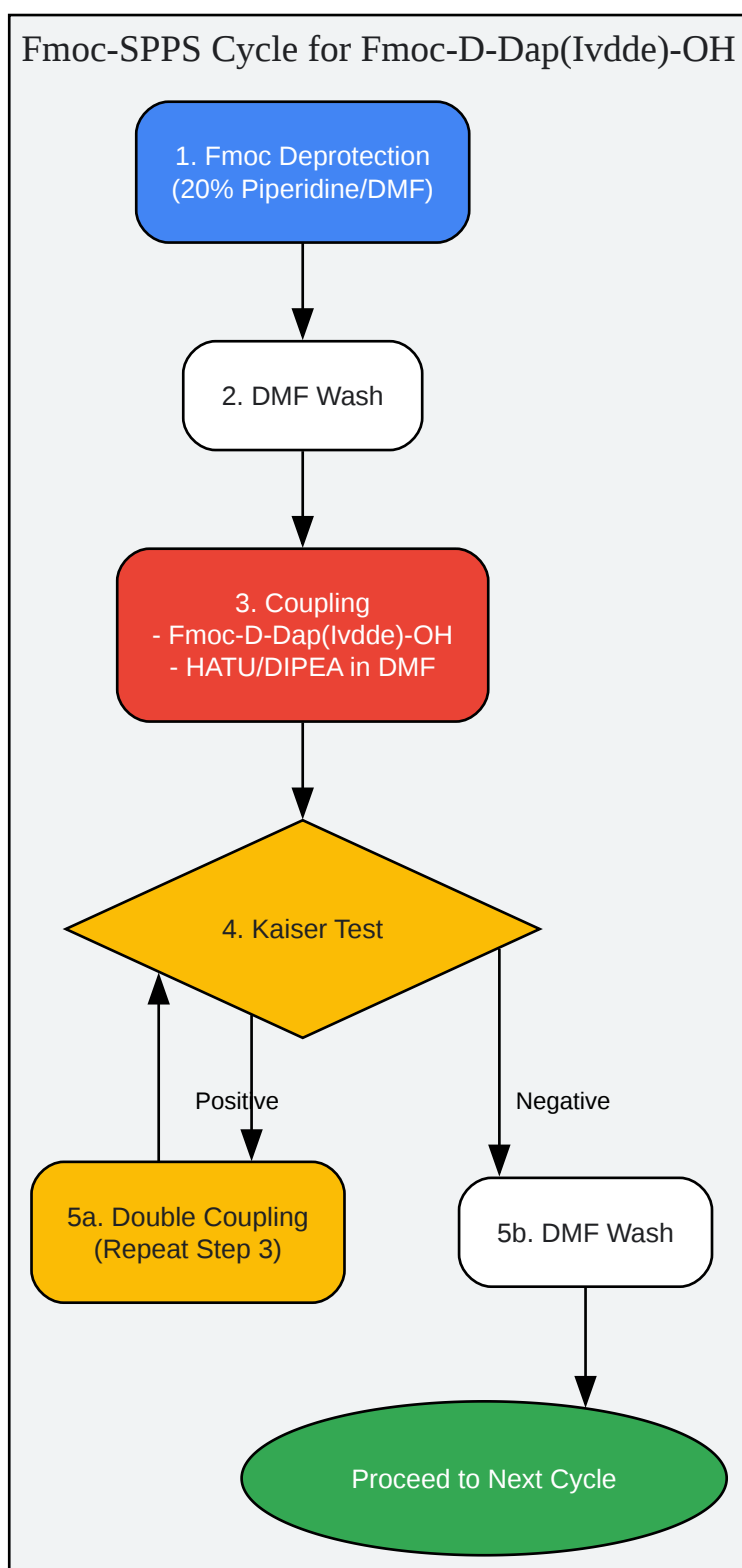 Fmoc-SPPS Cycle for Fmoc-D-Dap(Ivdde)-OH
1. Fmoc Deprotection
(20% Piperidine/DMF)
2. DMF Wash
3. Coupling
- Fmoc-D-Dap(Ivdde)-OH
- HATU/DIPEA in DMF
4. Kaiser Test
Positive
Negative
5a. Double Coupling
(Repeat Step 3)
5b. DMF Wash
Proceed to Next Cycle